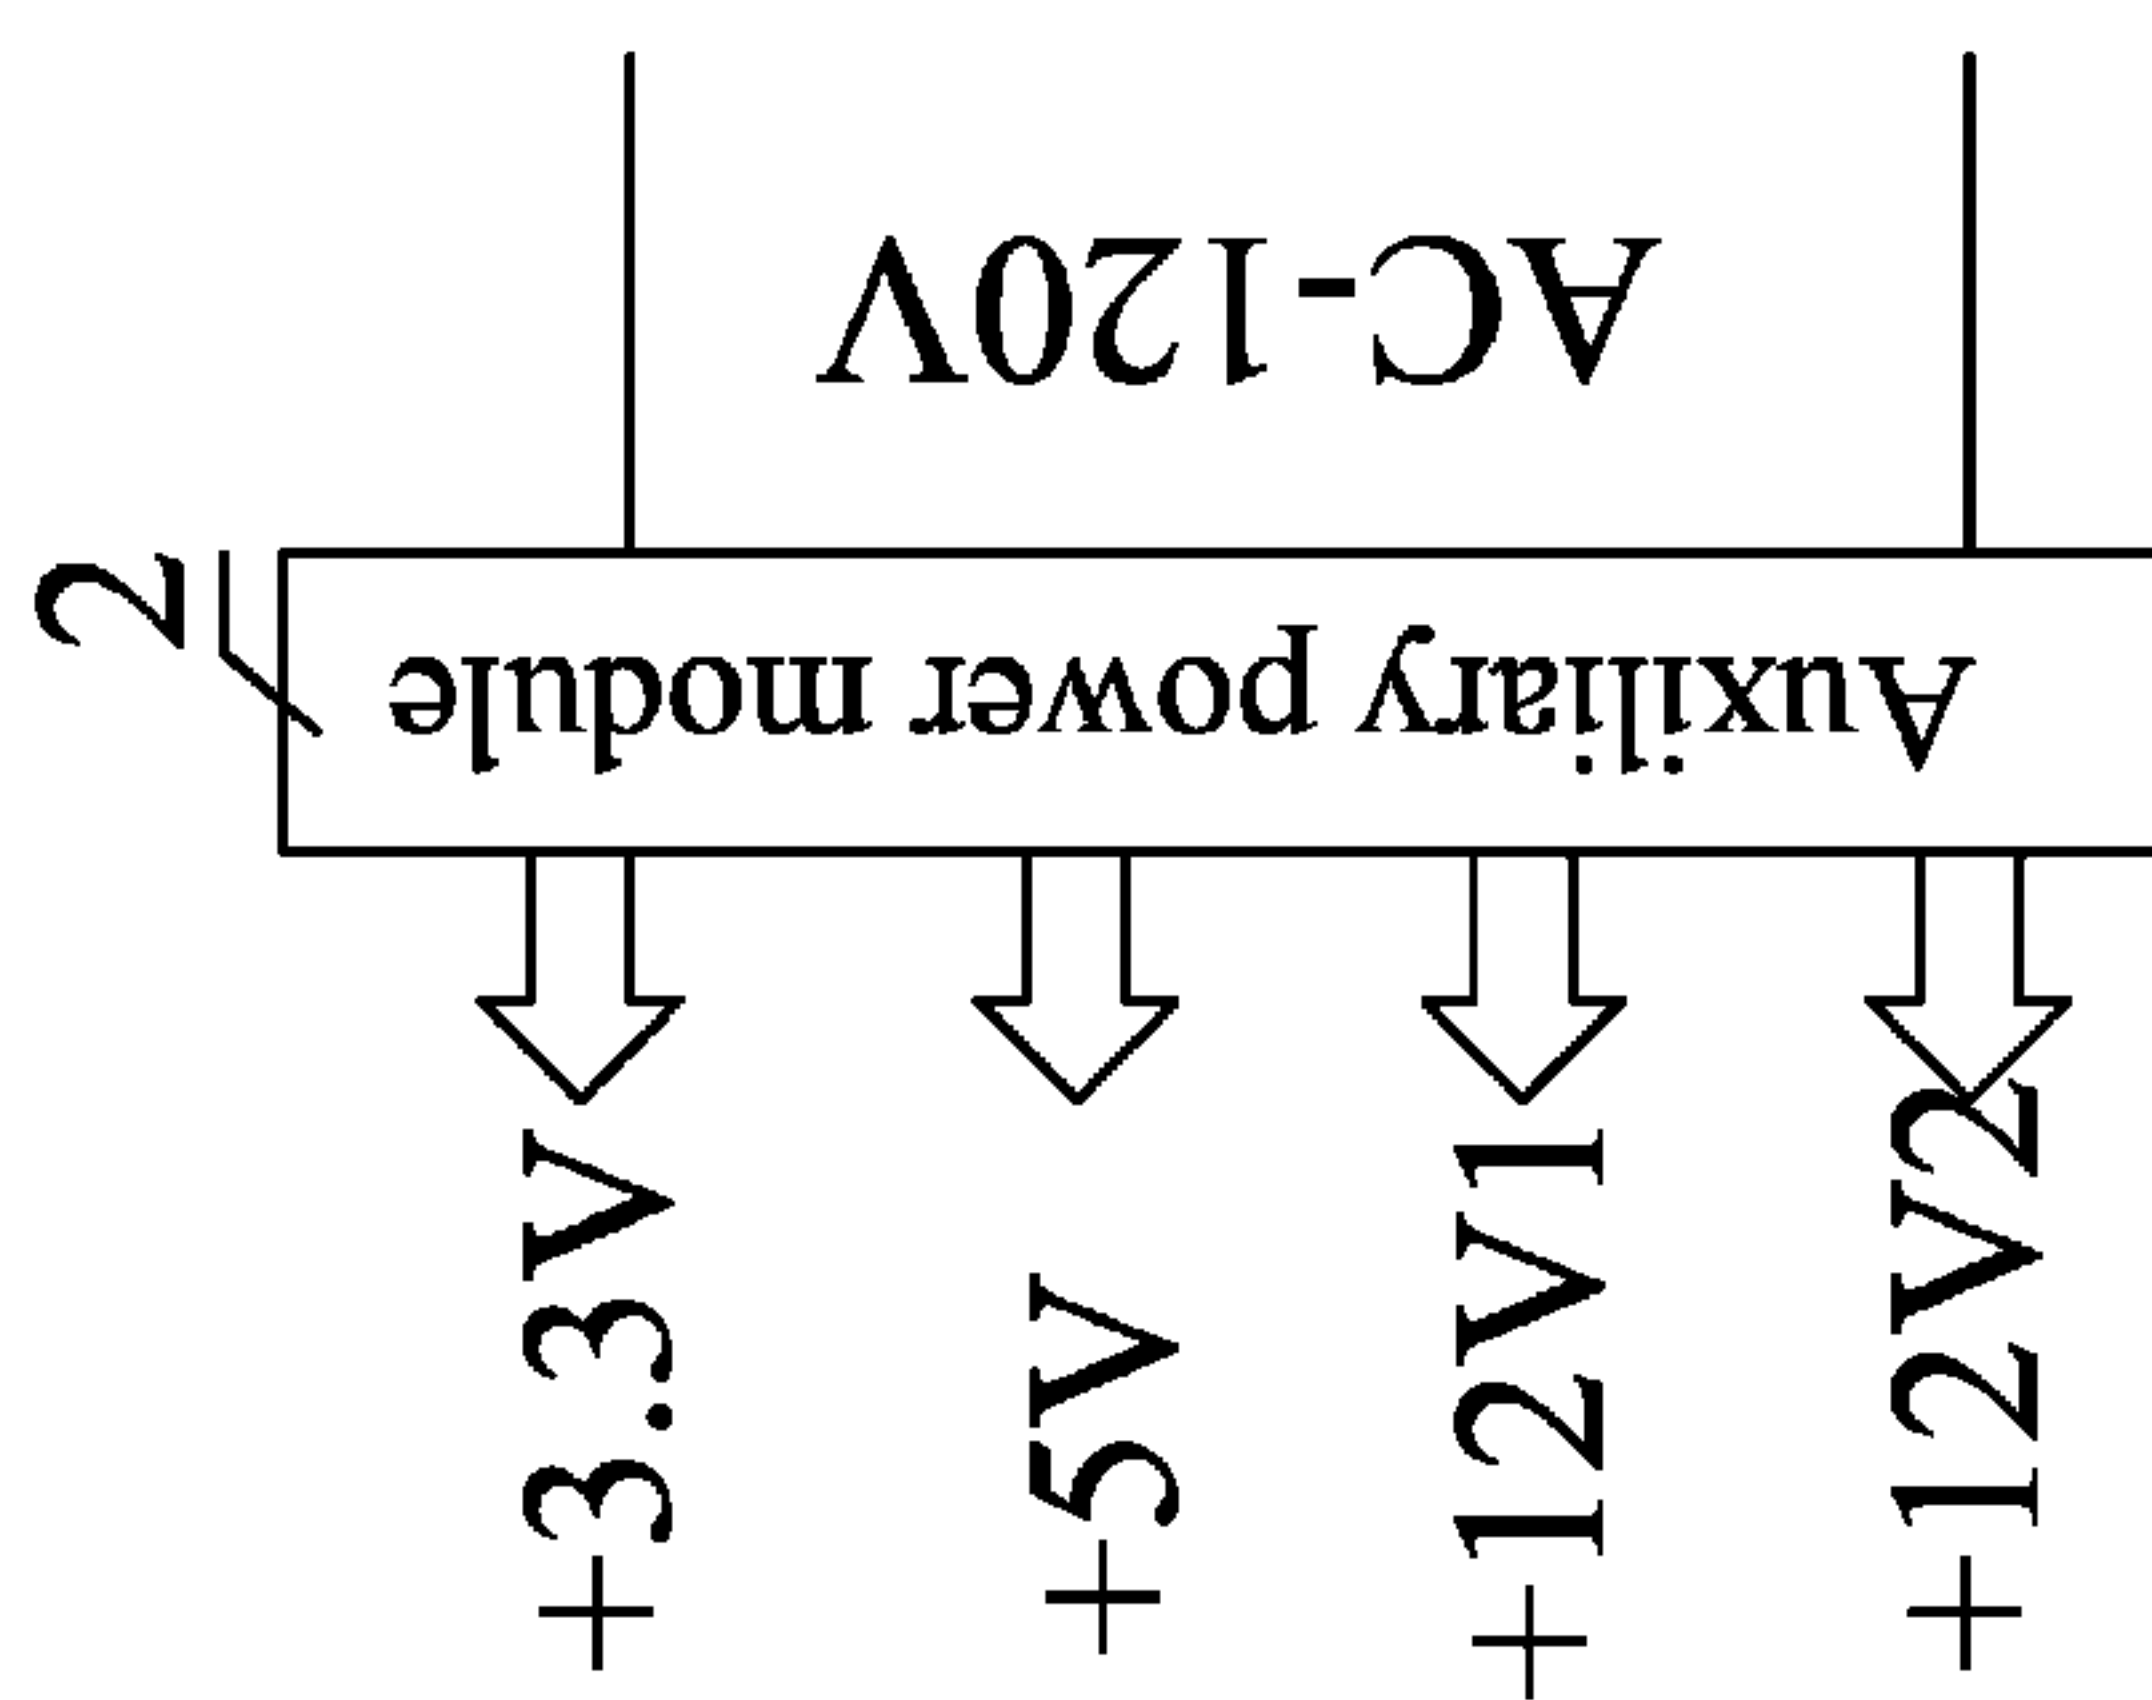 AC-120V
2
Auxiliary power module
+3.3V
+5V
+12V1
+12V2